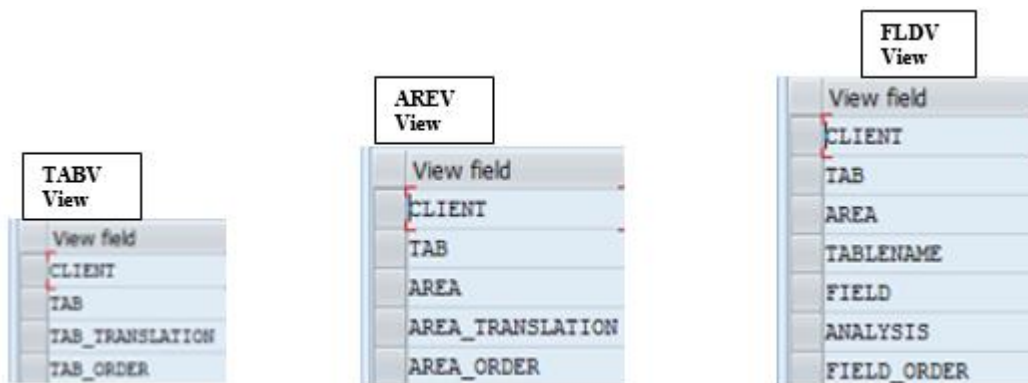 TABV
View
View field
CLIENT
TAB
TAB_TRANSLATION
TAB_ORDER
AREV
View
View field
CLIENT
TAB
AREA
AREA_TRANSLATION
AREA_ORDER
FLDV
View
View field
CLIENT
TAB
AREA
TABLENAME
FIELD
ANALYSIS
FIELD_ORDER